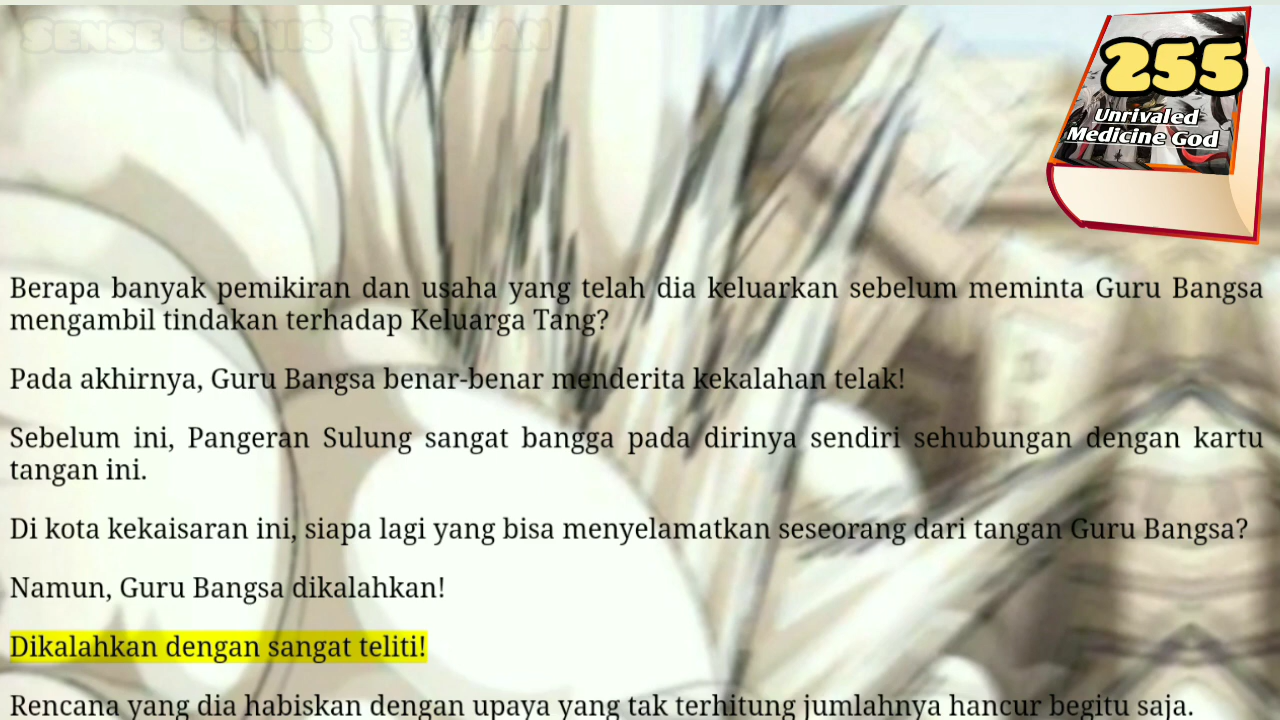 SENSE BISNIS YE YUAN
255
Unrivaled
Medicine God
Berapa banyak pemikiran dan usaha yang telah dia keluarkan sebelum meminta Guru Bangsa
mengambil tindakan terhadap Keluarga Tang?
Pada akhirnya, Guru Bangsa benar-benar menderita kekalahan telak!
Sebelum ini, Pangeran Sulung sangat bangga pada dirinya sendiri sehubungan dengan kartu
tangan ini.
Di kota kekaisaran ini, siapa lagi yang bisa menyelamatkan seseorang dari tangan Guru Bangsa?
Namun, Guru Bangsa dikalahkan!
Dikalahkan dengan sangat teliti!
Rencana yang dia habiskan dengan upaya yang tak terhitung jumlahnya hancur begitu saja.